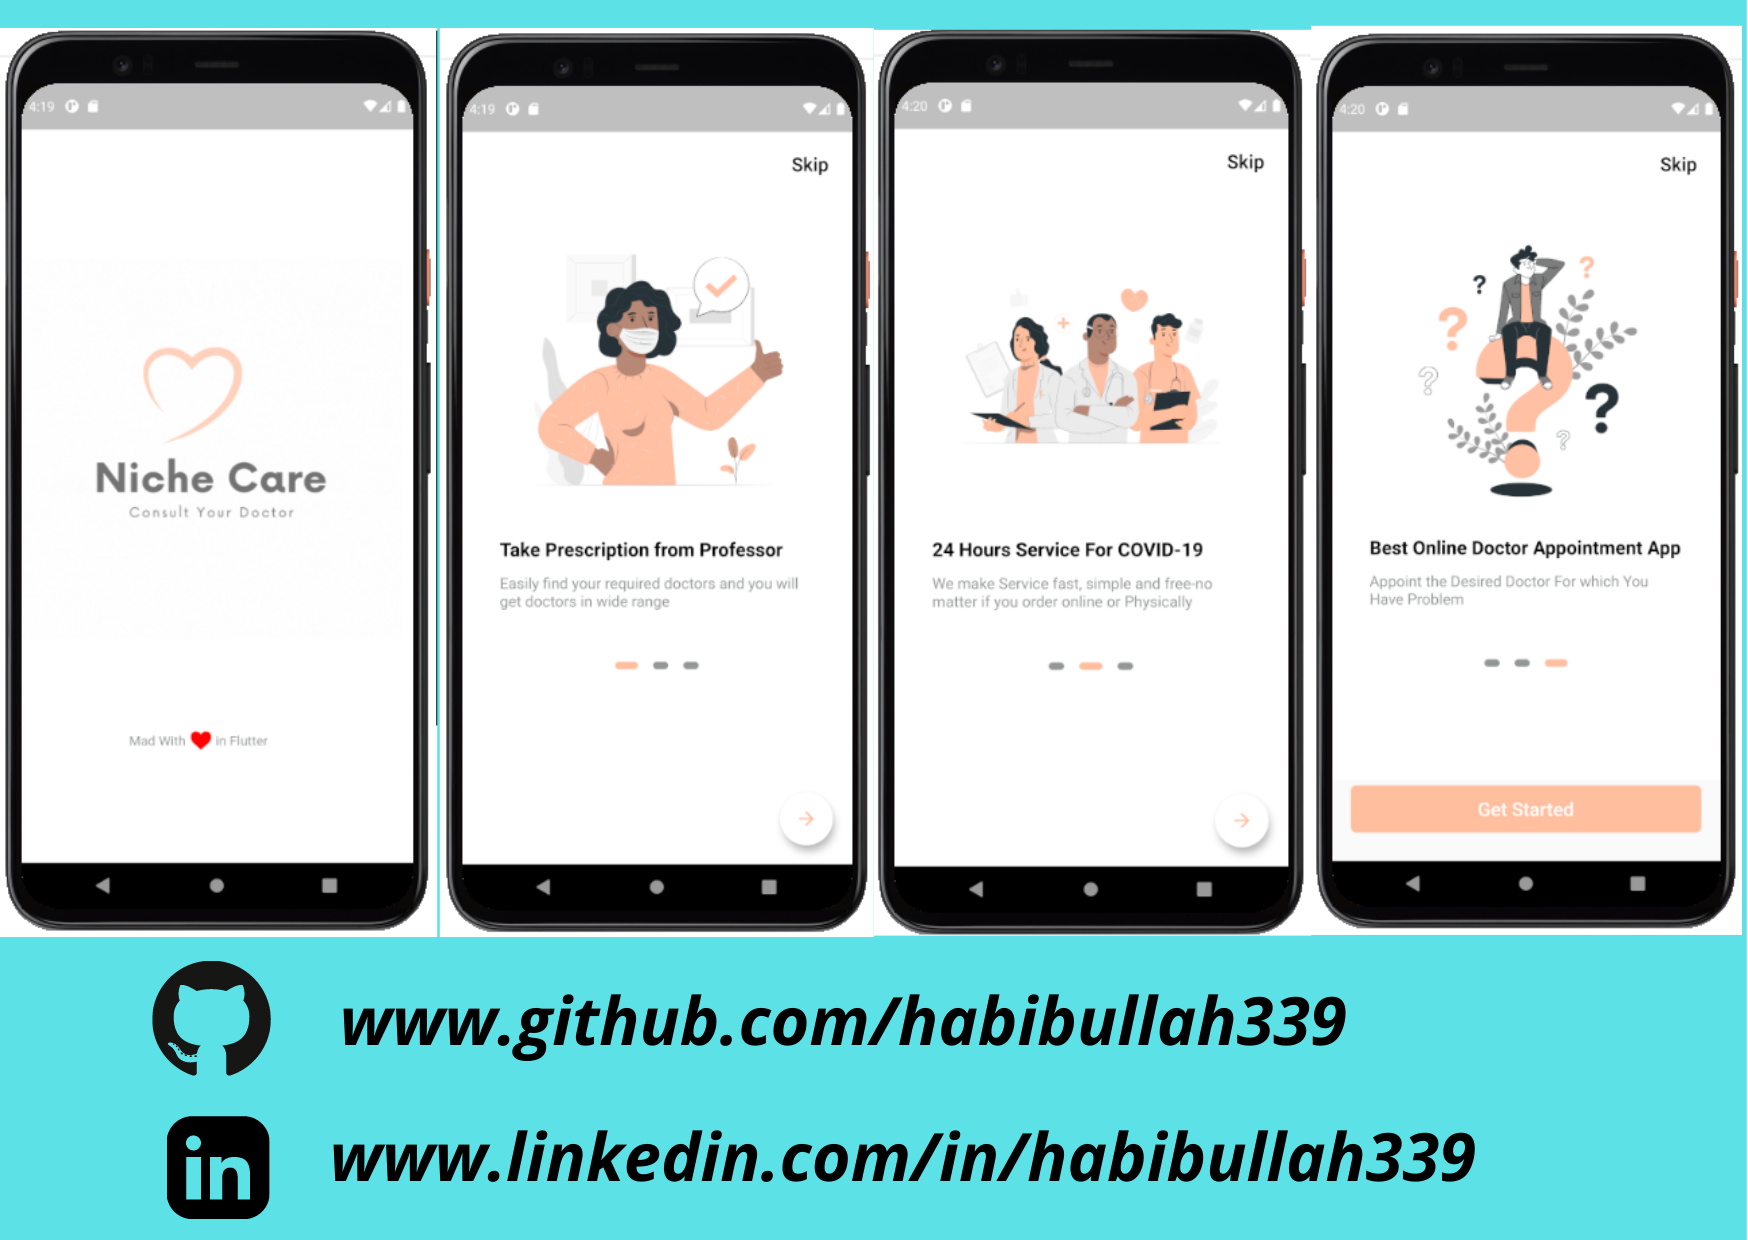 4:19
Niche Care
Consult Your Doctor
Mad With in Flutter
4:19
Skip
Take Prescription from Professor
Easily find your required doctors and you will
get doctors in wide range
4:20
Skip
24 Hours Service For COVID-19
We make Service fast, simple and free-no
matter if you order online or Physically
4:20
Skip
? ? ? ? ? ?
Best Online Doctor Appointment App
Appoint the Desired Doctor For which You
Have Problem
Get Started
www.github.com/habibullah339
in
www.linkedin.com/in/habibullah339